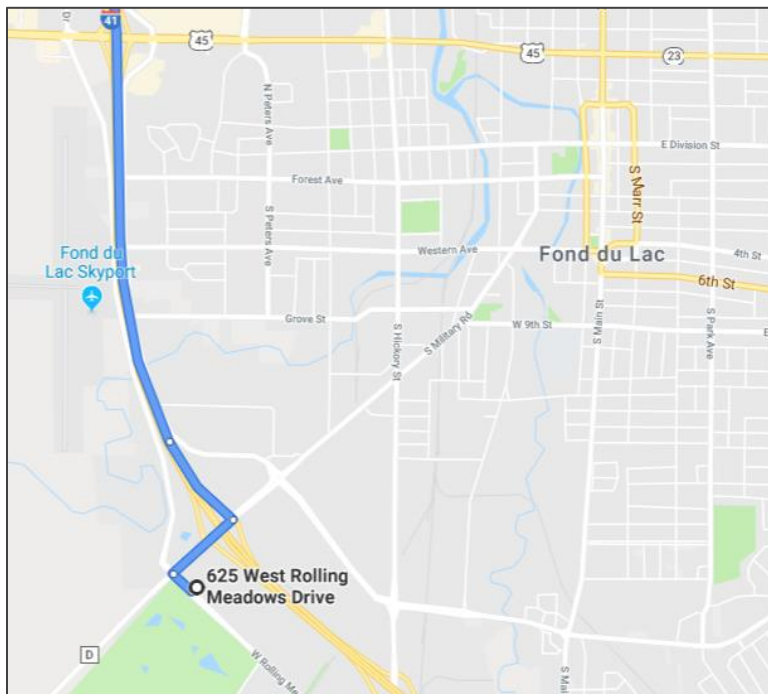 41
Dr
45
45
23
N Peters Ave
E Division St
Forest Ave
S Marr St
S Peters Ave
Western Ave
Fond du Lac
4th St
Fond du
Lac Skyport
6th St
Grove St
W 9th St
S Military Rd
S Hickory St
S Main St
S Park Ave
E
625 West Rolling
Meadows Drive
D
W Rolling Me
S Mai